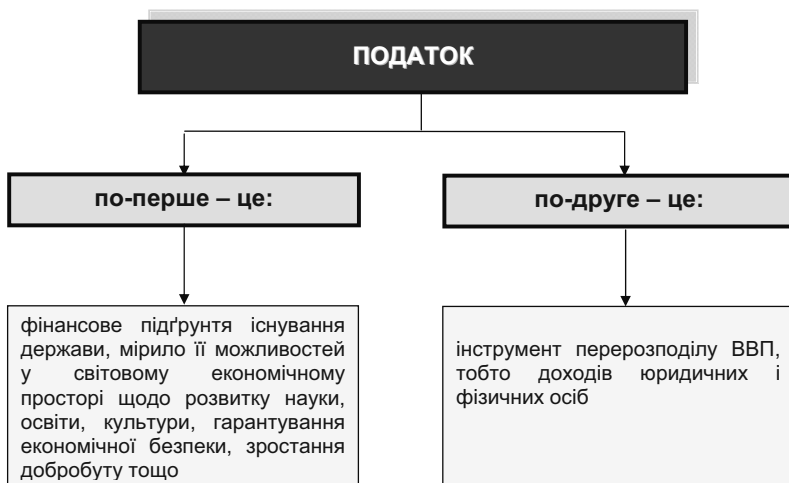 ПОДАТОК
по-перше – це:
по-друге – це:
фінансове підґрунтя існування
держави, мірило її можливостей
у світовому економічному
просторі щодо розвитку науки,
освіти, культури, гарантування
економічної безпеки, зростання
добробуту тощо
інструмент перерозподілу ВВП,
тобто доходів юридичних і
фізичних осіб